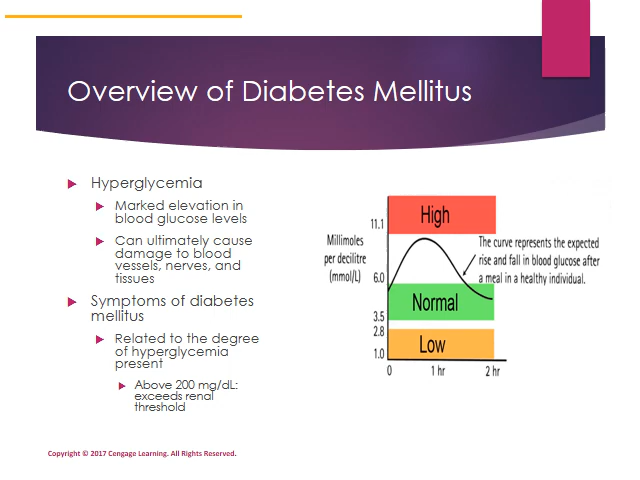 Overview of Diabetes Mellitus
Hyperglycemia
Marked elevation in
blood glucose levels
Can ultimately cause
damage to blood
vessels, nerves, and
tissues
Symptoms of diabetes
mellitus
Related to the degree
of hyperglycemia
present
Above 200 mg/dL:
exceeds renal
threshold
High
11.1
Millimoles
per decilitre
(mmol/L)
The curve represents the expected
rise and fall in blood glucose after
a meal in a healthy individual.
6.0
Normal
3.5
2.8
Low
1.0
0 1 hr 2 hr
Copyright © 2017 Cengage Learning. All Rights Reserved.